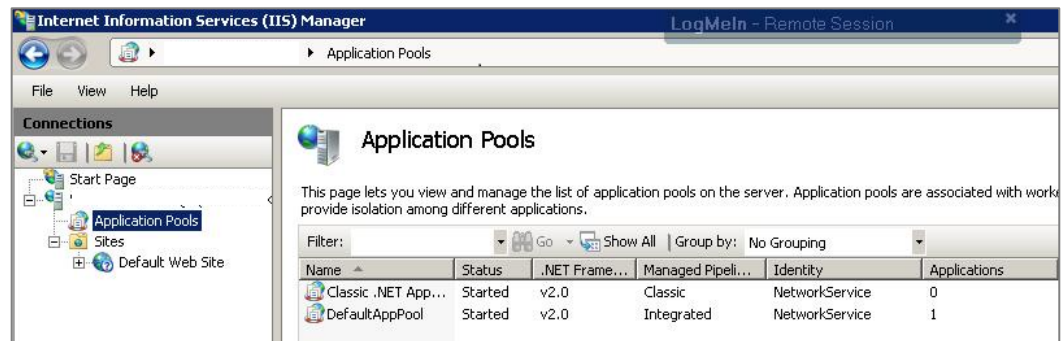 Internet Information Services (IIS) Manager
LogMeIn - Remote Session
Application Pools
File View Help
Connections
Start Page
Application Pools
Sites
Default Web Site
Application Pools
This page lets you view and manage the list of application pools on the server. Application pools are associated with work
provide isolation among different applications.
Filter: Go Show All Group by: No Grouping
Name Status .NET Frame... Managed Pipeli... Identity Applications
Classic .NET App... Started v2.0 Classic NetworkService 0
DefaultAppPool Started v2.0 Integrated NetworkService 1